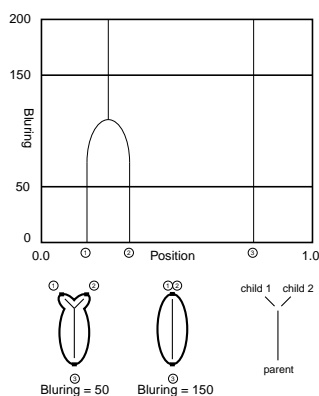 200
150
Bluring
50
0
0.0 ① ② Position ③ 1.0
① ② ①② child 1 child 2
③ ③ parent
Bluring = 50 Bluring = 150